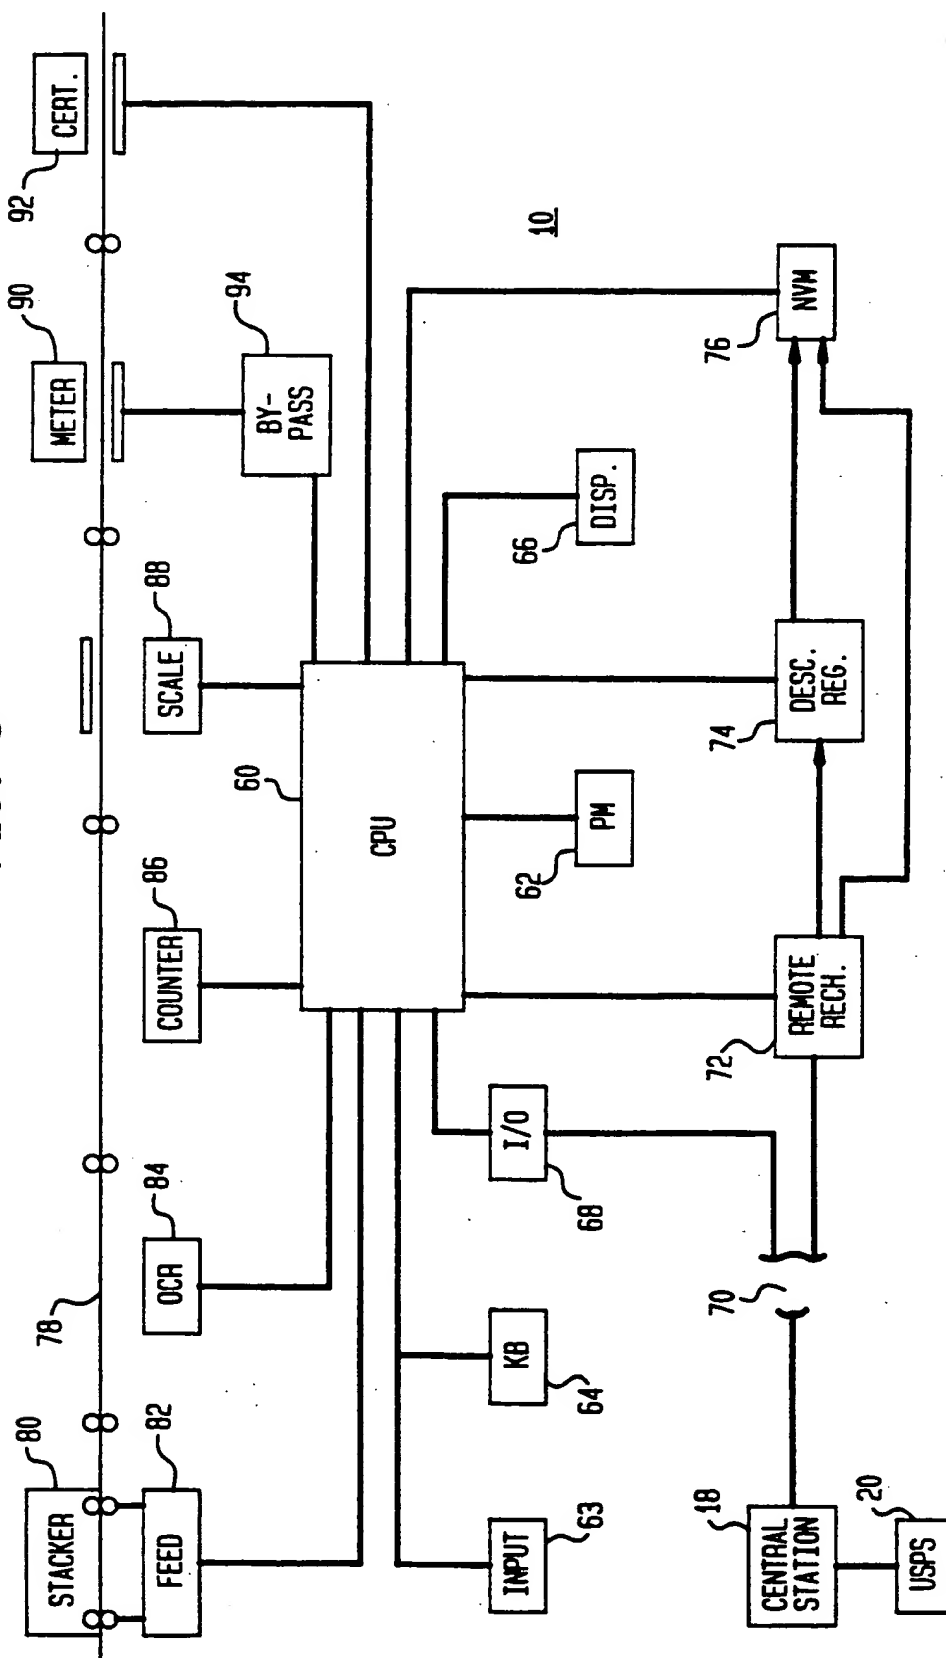 STACKER
80
FEED
82
78
OCR
84
COUNTER
86
SCALE
88
METER
90
BY-
PASS
94
CERT.
92
CPU
60
INPUT
63
KB
64
I/O
68
PM
62
DISP.
66
10
CENTRAL
STATION
18
USPS
20
70
REMOTE
RECH.
72
DESC.
REG.
74
NVM
76